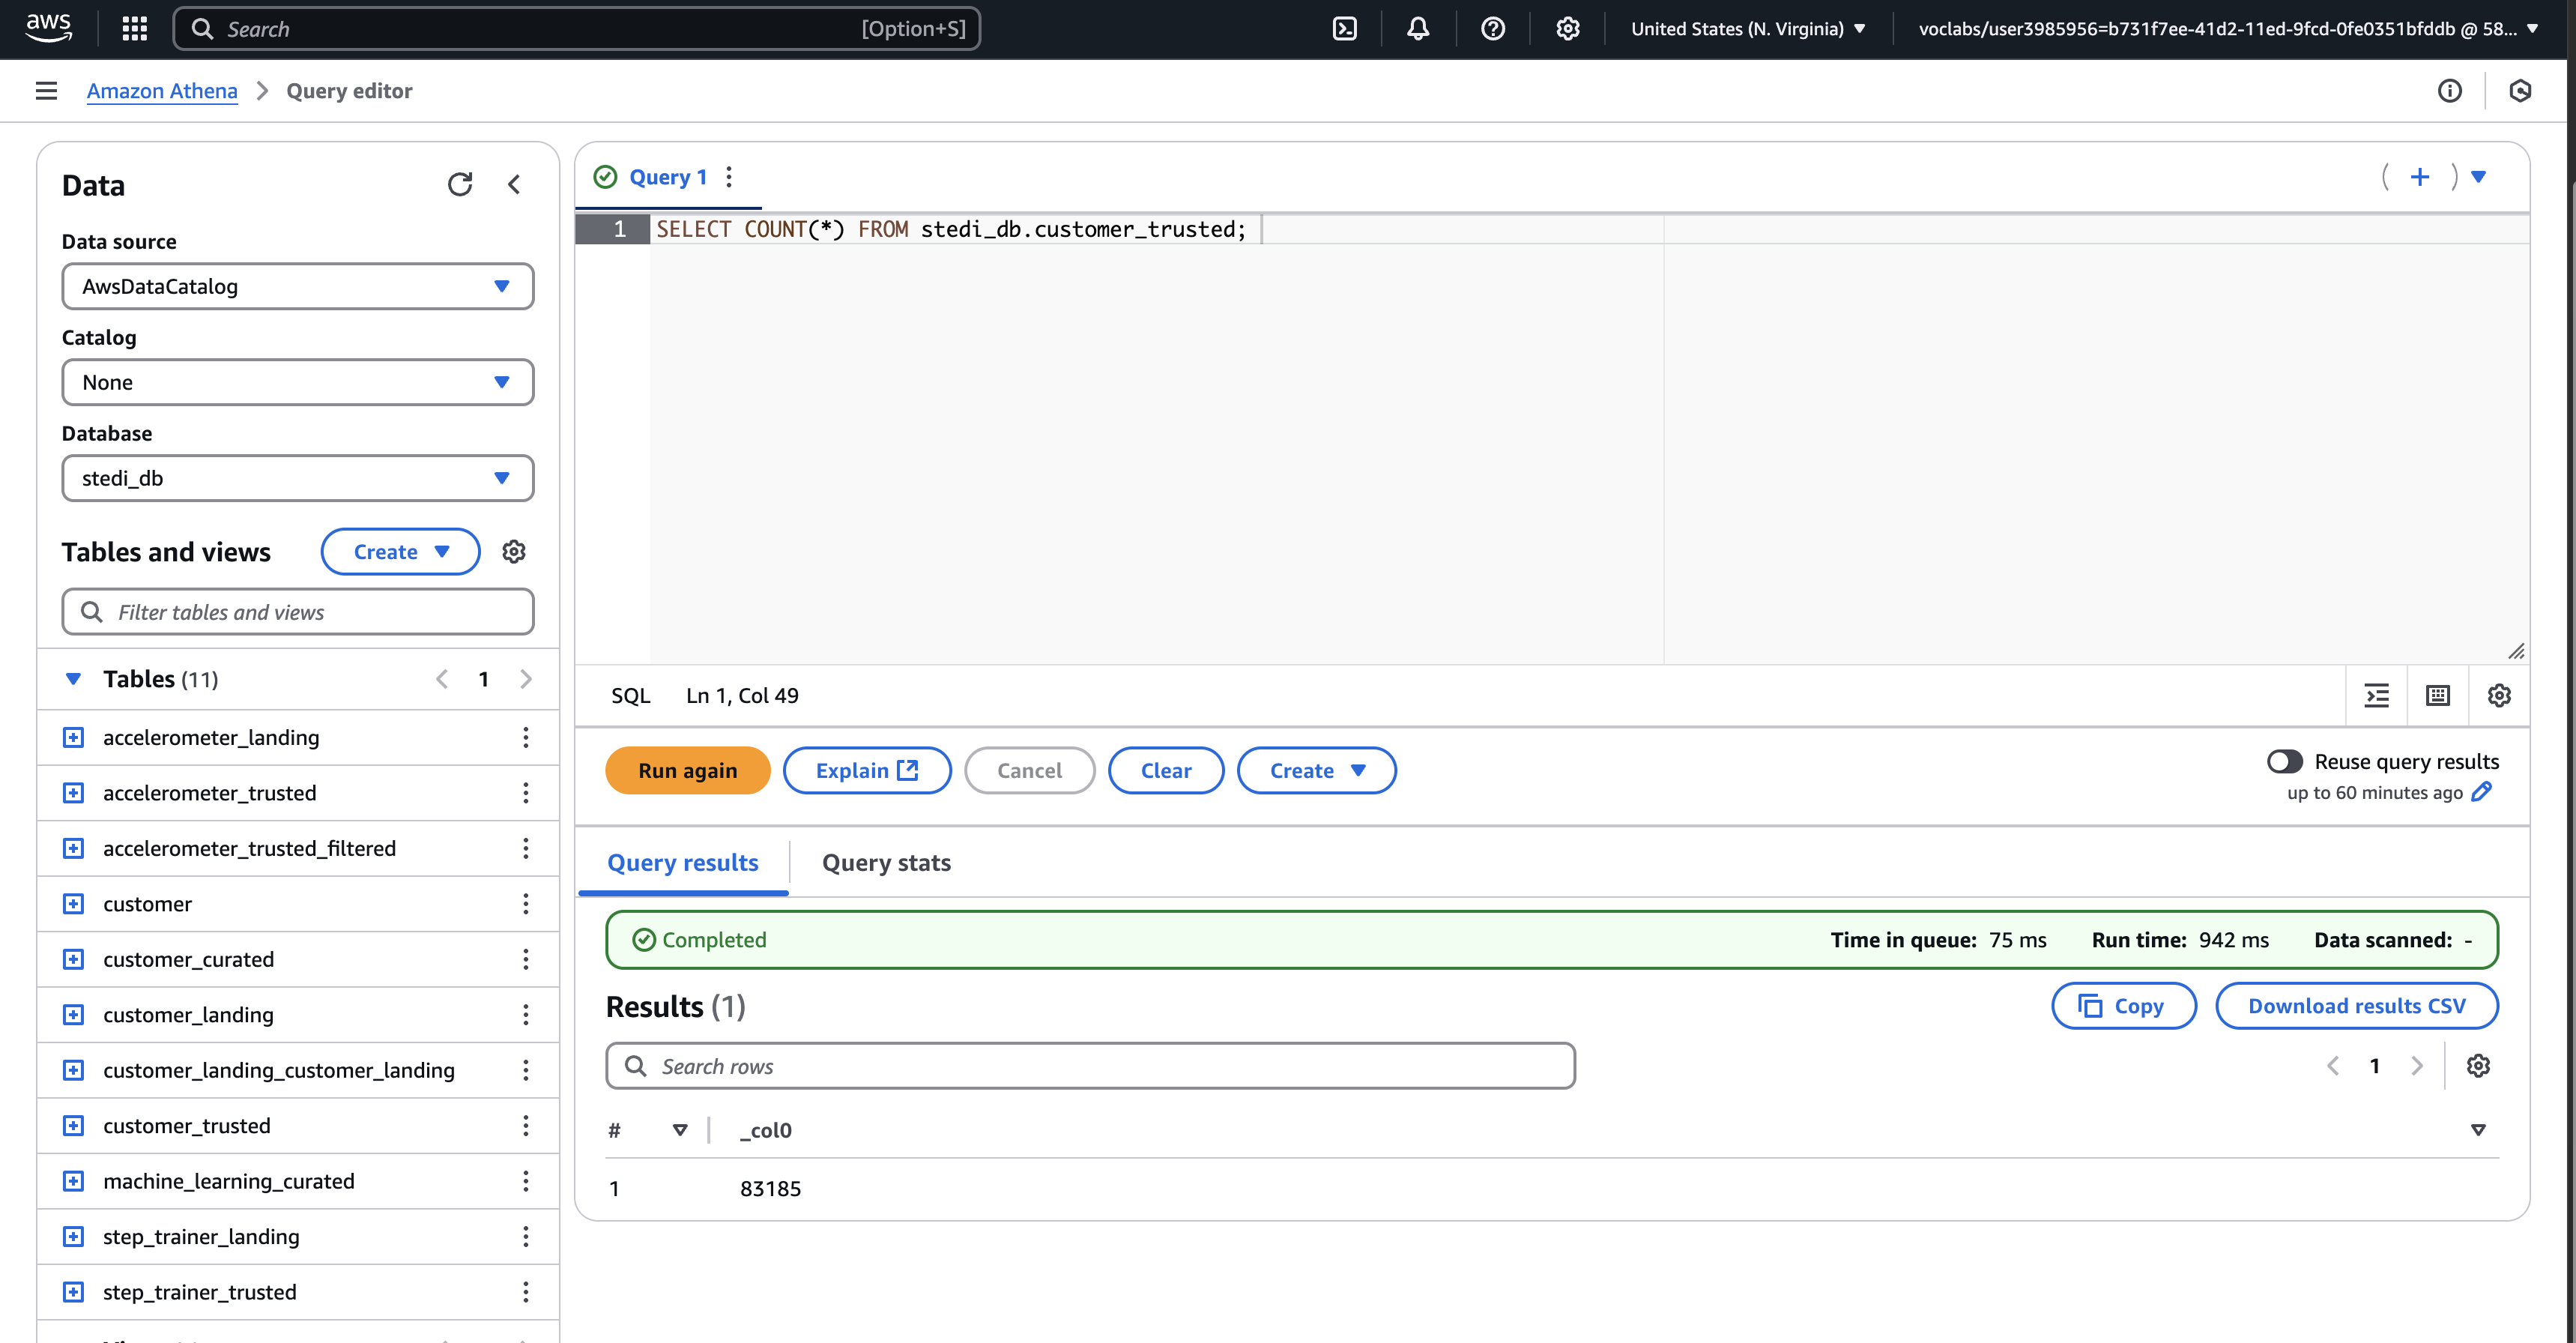 aws
Search [Option+S]
United States (N. Virginia)
voclabs/user3985956=b731f7ee-41d2-11ed-9fcd-0fe0351bfddb @ 58...
Amazon Athena > Query editor
Data
Data source
AwsDataCatalog
Catalog
None
Database
stedi_db
Tables and views
Create
Filter tables and views
Tables (11)
1
accelerometer_landing
accelerometer_trusted
accelerometer_trusted_filtered
customer
customer_curated
customer_landing
customer_landing_customer_landing
customer_trusted
machine_learning_curated
step_trainer_landing
step_trainer_trusted
Query 1
1 SELECT COUNT(*) FROM stedi_db.customer_trusted;
SQL Ln 1, Col 49
Run again
Explain
Cancel
Clear
Create
Reuse query results
up to 60 minutes ago
Query results
Query stats
Completed
Time in queue: 75 ms
Run time: 942 ms
Data scanned: -
Results (1)
Copy
Download results CSV
Search rows
1
# _col0
1 83185